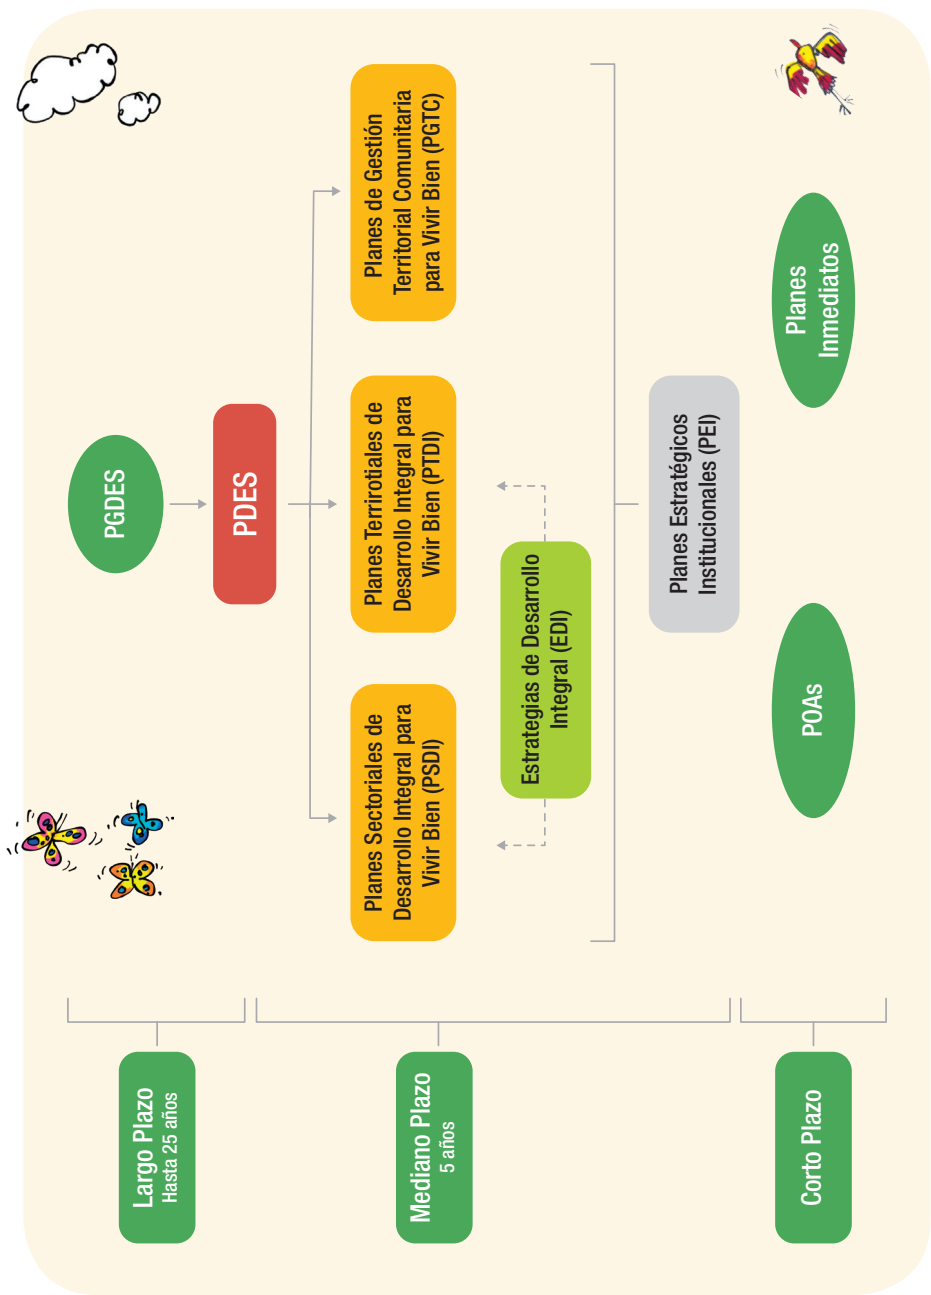 Largo Plazo
Hasta 25 años
PGDES
PDES
Mediano Plazo
5 años
Planes Sectoriales de
Desarrollo Integral para
Vivir Bien (PSDI)
Planes Terrirotiales de
Desarrollo Integral para
Vivir Bien (PTDI)
Planes de Gestión
Territorial Comunitaria
para Vivir Bien (PGTC)
Estrategias de Desarrollo
Integral (EDI)
Planes Estratégicos
Institucionales (PEI)
Corto Plazo
POAs
Planes
Inmediatos